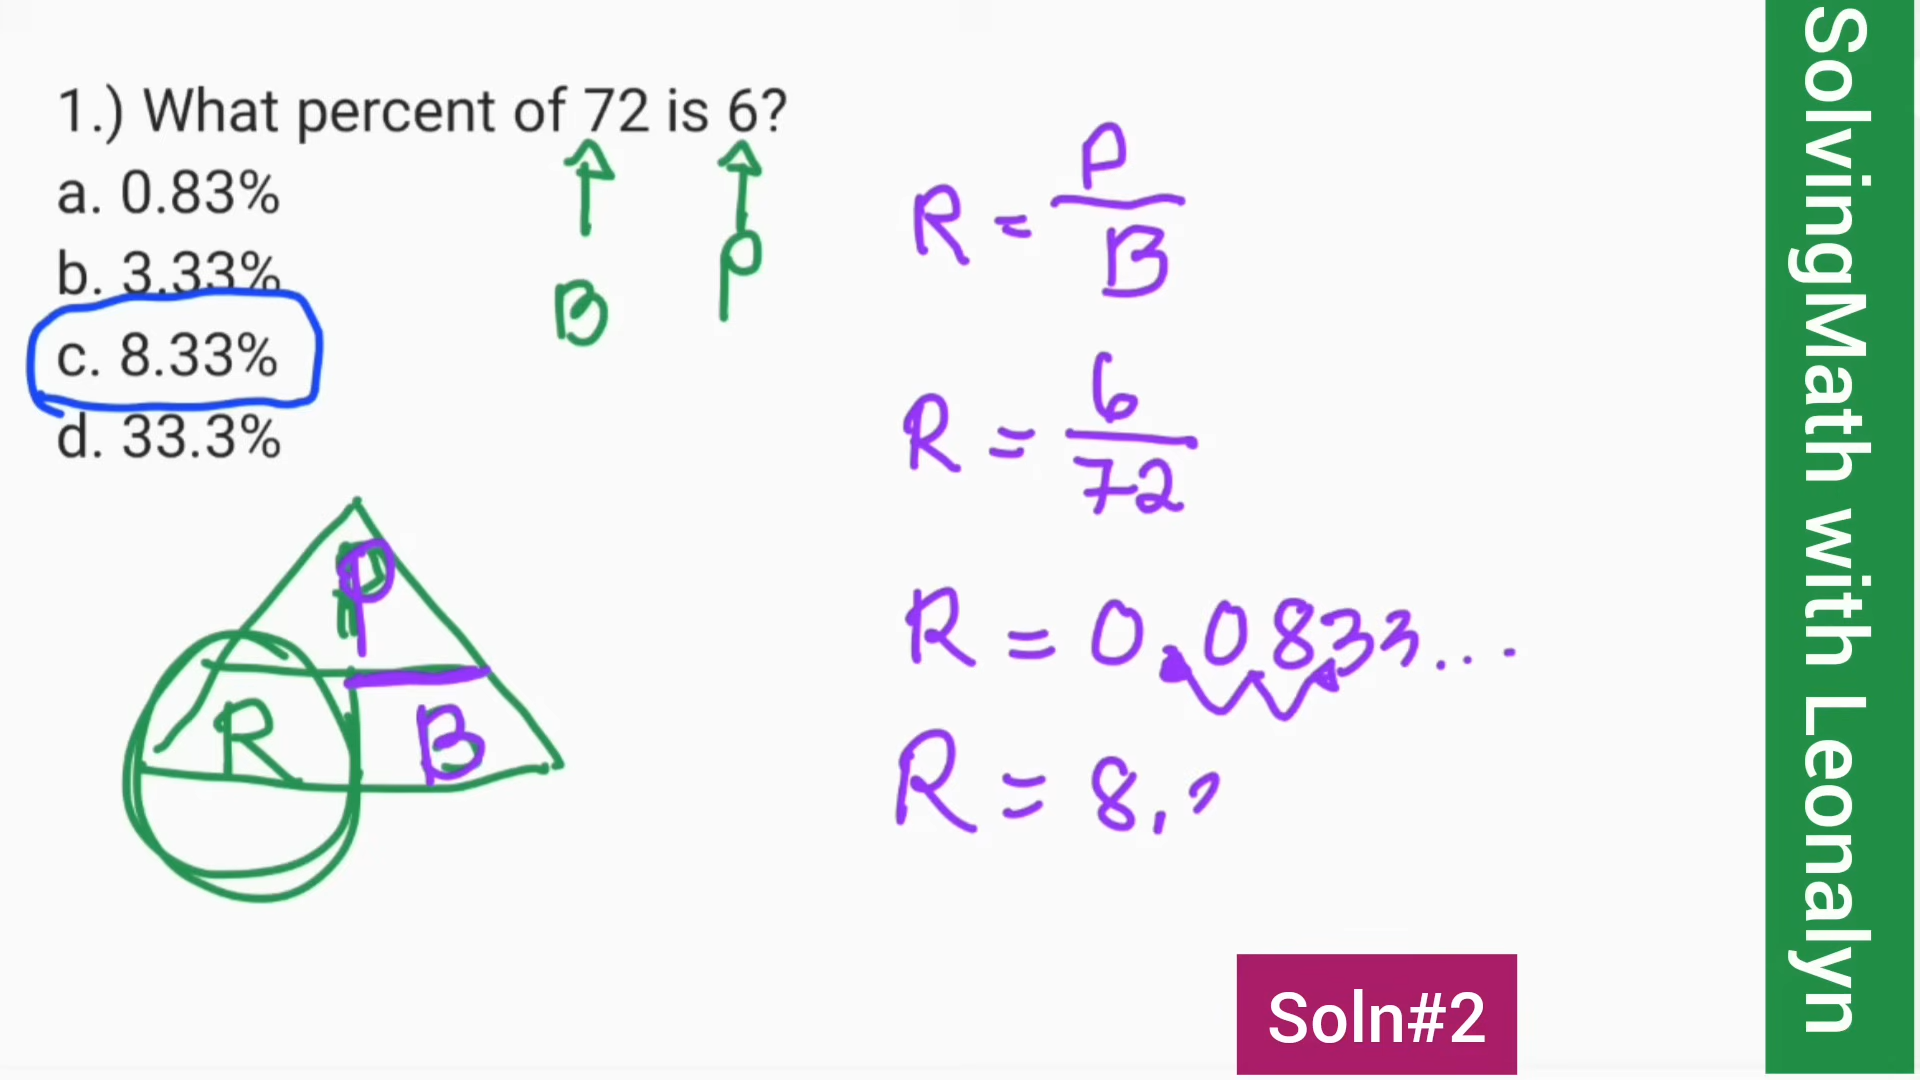 1.) What percent of 72 is 6?
a. 0.83%
b. 3.33%
c. 8.33%
d. 33.3%
B
P
P
R
B
R = P/B
R = 6/72
R = 0.0833...
R = 8.
Soln#2
SolvingMath with Leonalyn